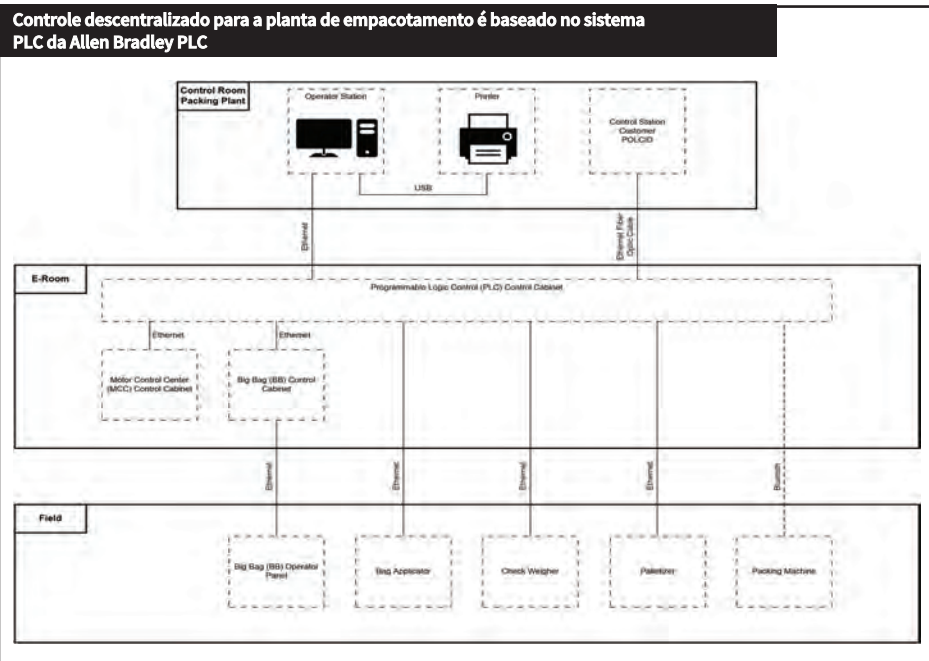 Controle descentralizado para a planta de empacotamento é baseado no sistema
PLC da Allen Bradley PLC
Control Room
Packing Plant
Operator Station
Printer
Control Station
Customer
POLCID
USB
Ethernet
Ethernet Fiber
Optic Cable
E-Room
Programmable Logic Control (PLC) Control Cabinet
Ethernet
Ethernet
Motor Control Center
(MCC) Control Cabinet
Big Bag (BB) Control
Cabinet
Ethernet
Ethernet
Ethernet
Ethernet
Field
Big Bag (BB) Operator
Panel
Bag Applicator
Check Weigher
Palletizer
Packing Machine